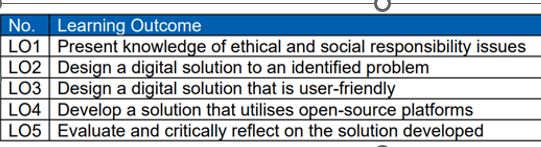 No. Learning Outcome
LO1 Present knowledge of ethical and social responsibility issues
LO2 Design a digital solution to an identified problem
LO3 Design a digital solution that is user-friendly
LO4 Develop a solution that utilises open-source platforms
LO5 Evaluate and critically reflect on the solution developed